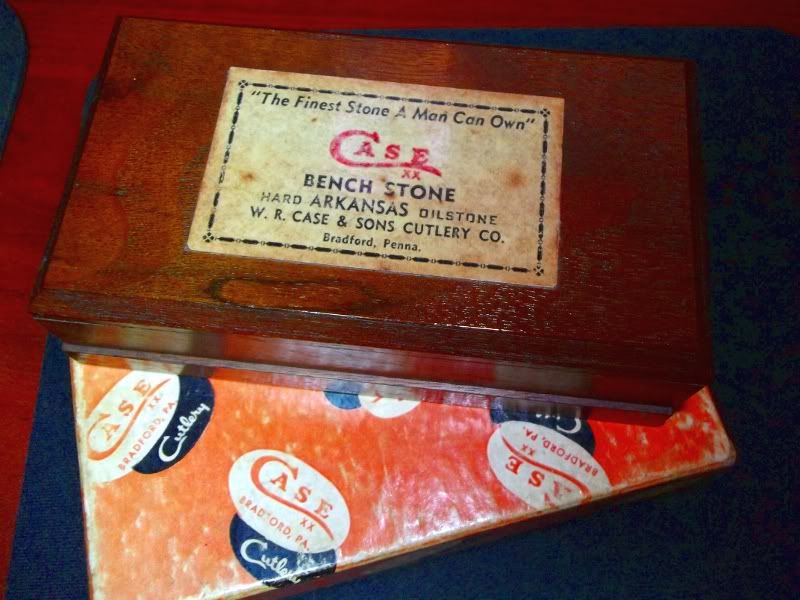 "The Finest Stone A Man Can Own"
CASE
XX
BENCH STONE
HARD ARKANSAS OILSTONE
W. R. CASE & SONS CUTLERY CO.
Bradford, Penna.
CASE
XX
BRADFORD, PA.
Cutlery
CASE
XX
BRADFORD, PA.
Cutlery
CASE
XX
BRADFORD, PA.